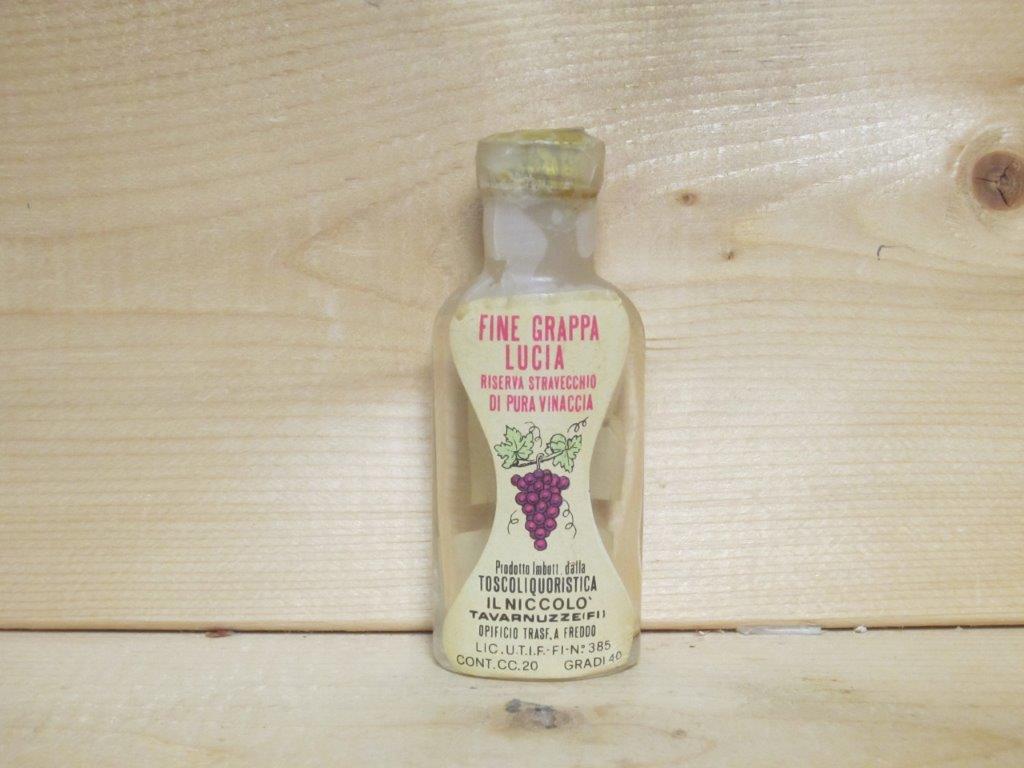 FINE GRAPPA
LUCIA
RISERVA STRAVECCHIO
DI PURA VINACCIA
Prodotto Imbott. dalla
TOSCOLIQUORISTICA
IL NICCOLO'
TAVARNUZZE(FI)
OPIFICIO TRASF. A FREDDO
LIC.U.T.I.F.-FI-N.º 385
CONT.CC.20 GRADI 40